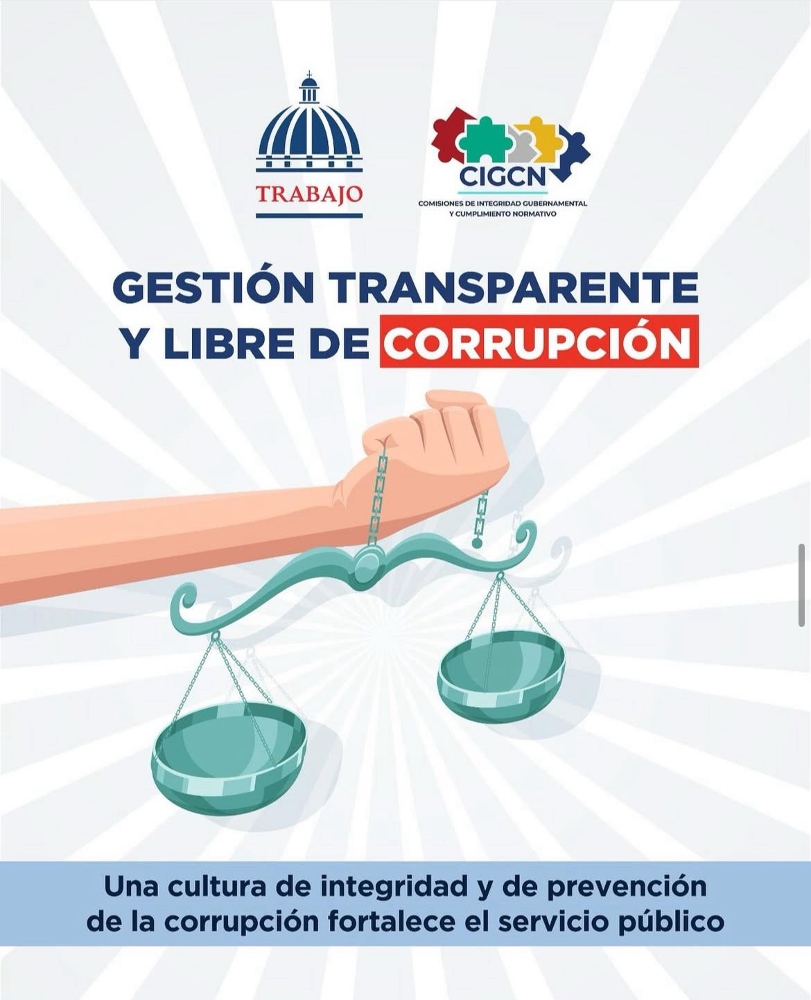 TRABAJO
CIGCN
COMISIONES DE INTEGRIDAD GUBERNAMENTAL
Y CUMPLIMIENTO NORMATIVO
GESTIÓN TRANSPARENTE
Y LIBRE DE CORRUPCIÓN
Una cultura de integridad y de prevención
de la corrupción fortalece el servicio público